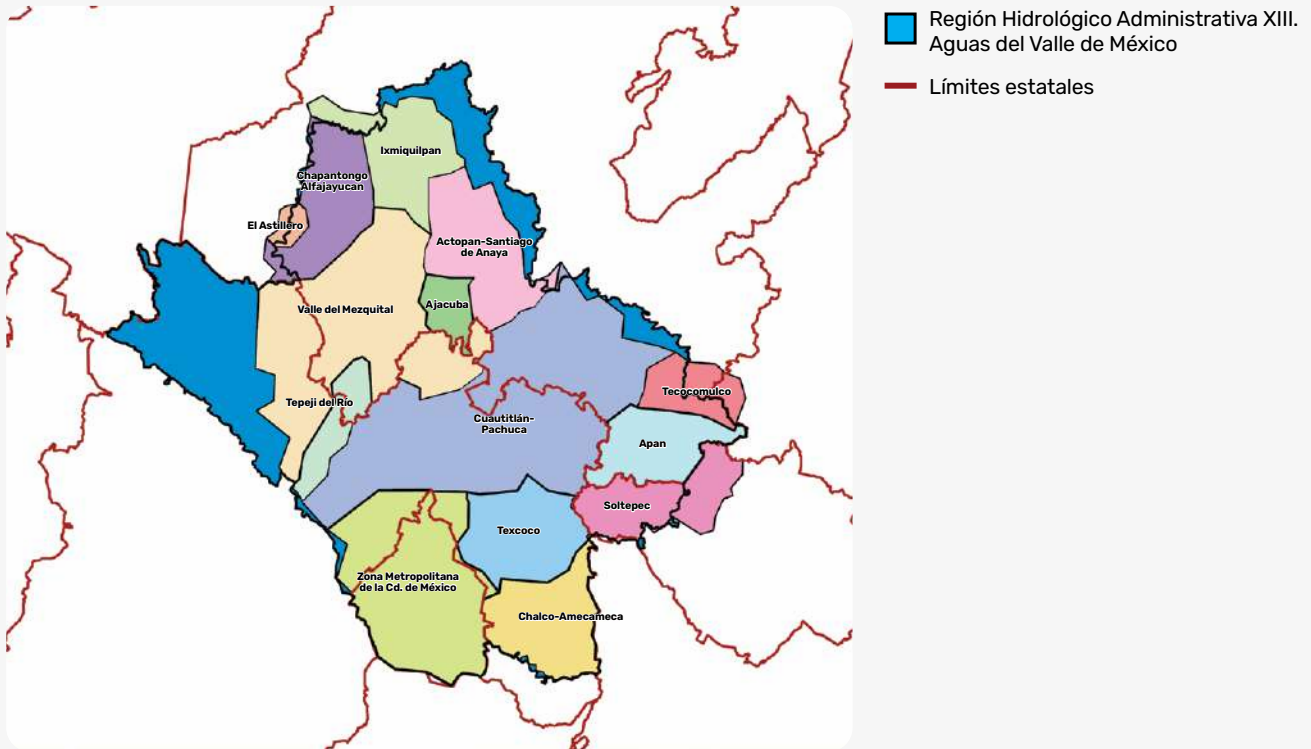 Región Hidrológico Administrativa XIII.
Aguas del Valle de México
Límites estatales
Ixmiquilpan
Chapantongo
Alfajayucan
El Astillero
Actopan-Santiago
de Anaya
Valle del Mezquital
Ajacuba
Tepeji del Río
Tecocomulco
Cuautitlán-
Pachuca
Apan
Soltepec
Texcoco
Zona Metropolitana
de la Cd. de México
Chalco-Amecameca